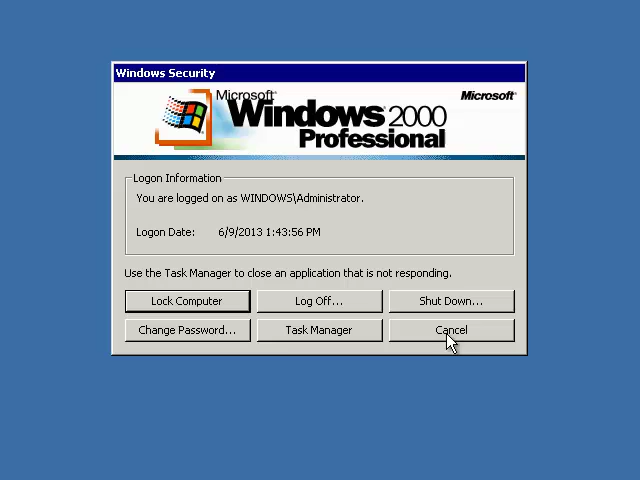 Windows Security
Microsoft
Windows 2000
Professional
Microsoft
Logon Information
You are logged on as WINDOWS\Administrator.
Logon Date: 6/9/2013 1:43:56 PM
Use the Task Manager to close an application that is not responding.
Lock Computer Log Off... Shut Down...
Change Password... Task Manager Cancel